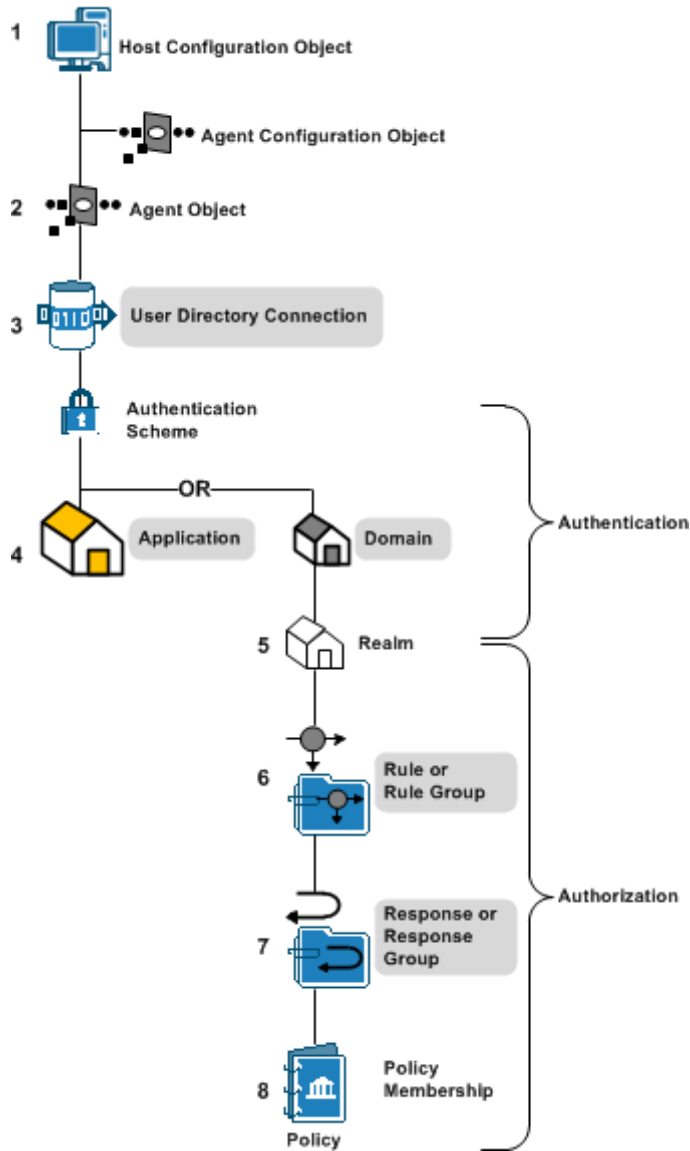 1
Host Configuration Object
Agent Configuration Object
2
Agent Object
3
User Directory Connection
Authentication
Scheme
OR
4
Application
Domain
Authentication
5
Realm
6
Rule or
Rule Group
Authorization
7
Response or
Response
Group
8
Policy
Membership
Policy